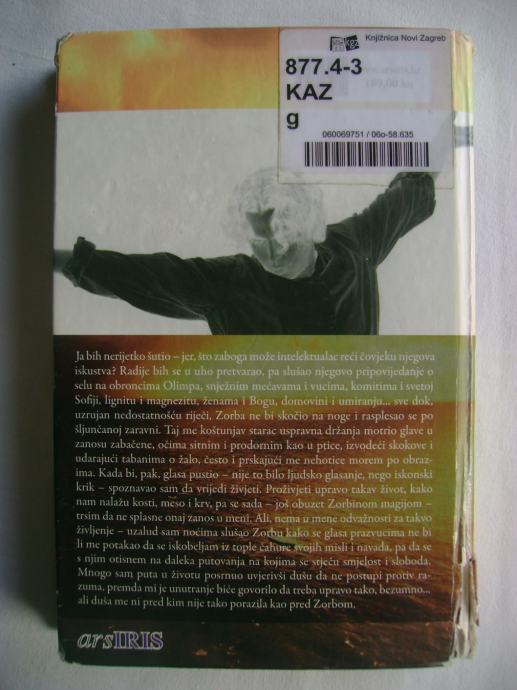 Knjižnica Novi Zagreb
877.4-3
KAZ
g
189,00 kn
060069751 / 06o-58.635
Ja bih nerijetko šutio – jer, što zaboga može intelektualac reći čovjeku njegova
iskustva? Radije bih se u uho pretvarao, pa slušao njegovo pripovijedanje o
selu na obroncima Olimpa, snježnim mećavama i vucima, komitima i svetoj
Sofiji, lignitu i magnezitu, ženama i Bogu, domovini i umiranju... sve dok,
uzrujan nedostatnošću riječi, Zorba ne bi skočio na noge i rasplesao se po
šljunčanoj zaravni. Taj me koštunjav starac uspravna držanja motrio glave u
zanosu zabačene, očima sitnim i prodornim kao u ptice, izvodeći skokove i
udarajući tabanima o žalo, često i prskajući me nehotice morem po obraz-
ima. Kada bi, pak, glasa pustio – nije to bilo ljudsko glasanje, nego iskonski
krik – spoznavao sam da vrijedi živjeti. Proživjeti upravo takav život, kako
nam nalažu kosti, meso i krv, pa se sada – još obuzet Zorbinom magijom –
trsim da ne splasne onaj zanos u meni. Ali, nema u mene odvažnosti za takvo
življenje – uzalud sam noćima slušao Zorbu kako se glasa prazvucima ne bi
li me potakao da se iskobeljam iz tople čahure svojih misli i navada, pa da se
s njim otisnem na daleka putovanja na kojima se stječu smjelost i sloboda.
Mnogo sam puta u životu posrnuo uvjerivši dušu da ne postupi protiv ra-
zuma, premda mi je unutranje biće govorilo da treba upravo tako, bezumno...
ali duša me ni pred kim nije tako porazila kao pred Zorbom.
arsIRIS